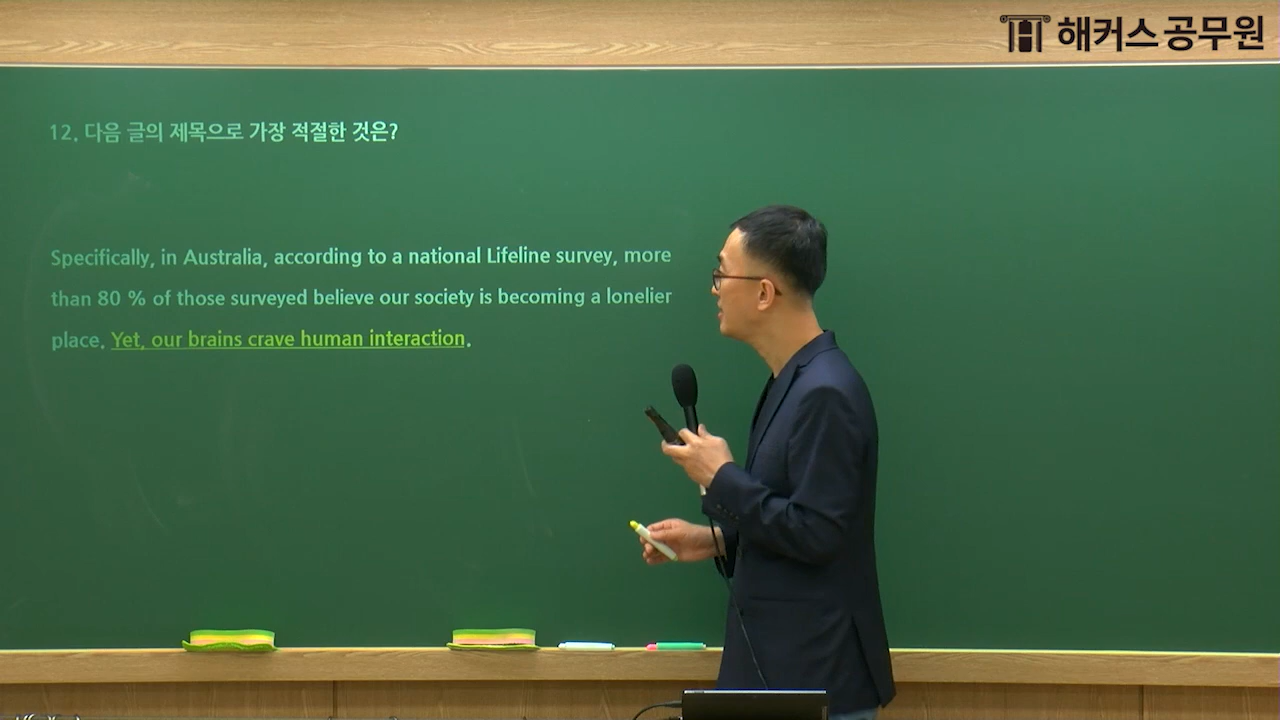 해커스공무원
12. 다음 글의 제목으로 가장 적절한 것은?
Specifically, in Australia, according to a national Lifeline survey, more
than 80 % of those surveyed believe our society is becoming a lonelier
place. Yet, our brains crave human interaction.